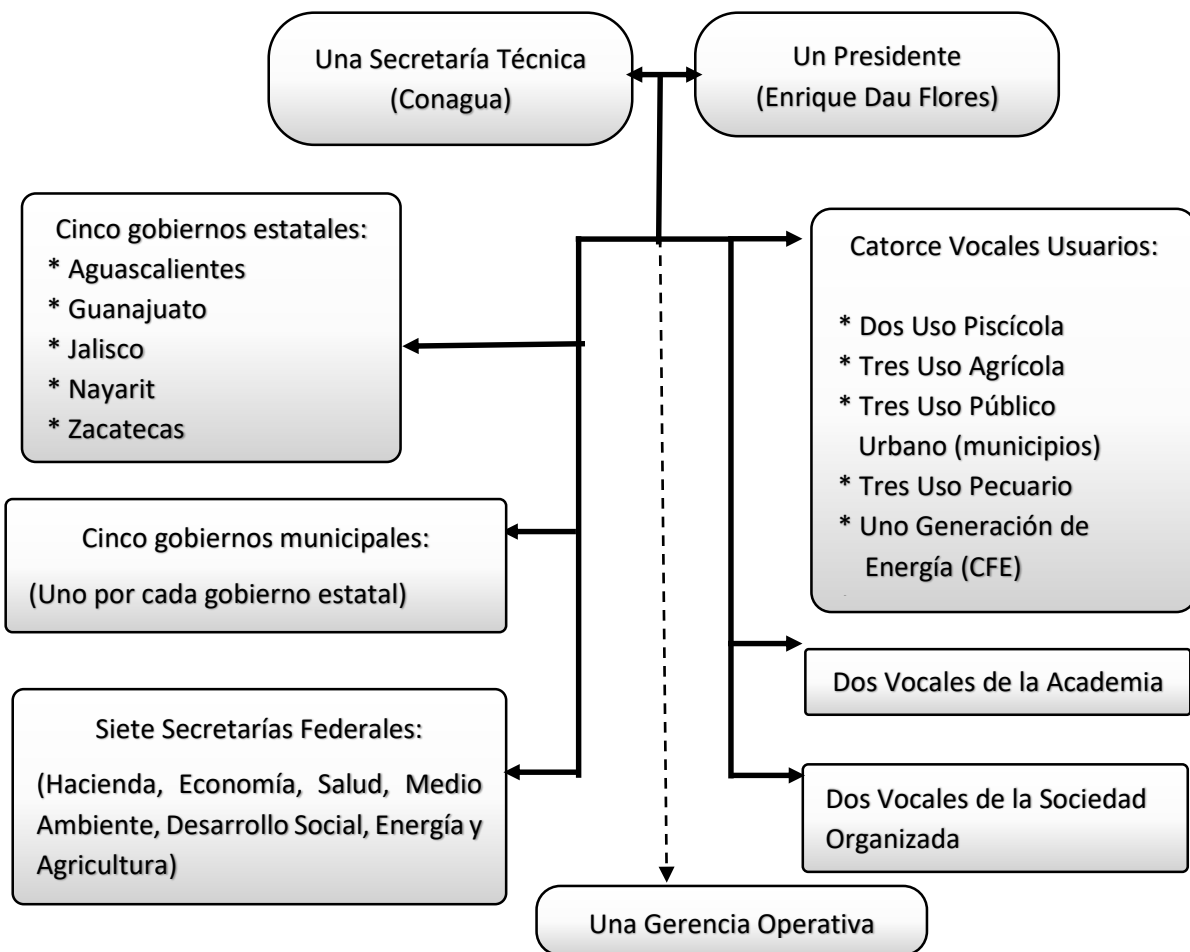 Una Secretaría Técnica
(Conagua)
Un Presidente
(Enrique Dau Flores)
Cinco gobiernos estatales:
* Aguascalientes
* Guanajuato
* Jalisco
* Nayarit
* Zacatecas
Catorce Vocales Usuarios:
* Dos Uso Piscícola
* Tres Uso Agrícola
* Tres Uso Público
Urbano (municipios)
* Tres Uso Pecuario
* Uno Generación de
Energía (CFE)
Cinco gobiernos municipales:
(Uno por cada gobierno estatal)
Dos Vocales de la Academia
Siete Secretarías Federales:
(Hacienda, Economía, Salud, Medio
Ambiente, Desarrollo Social, Energía y
Agricultura)
Dos Vocales de la Sociedad
Organizada
Una Gerencia Operativa